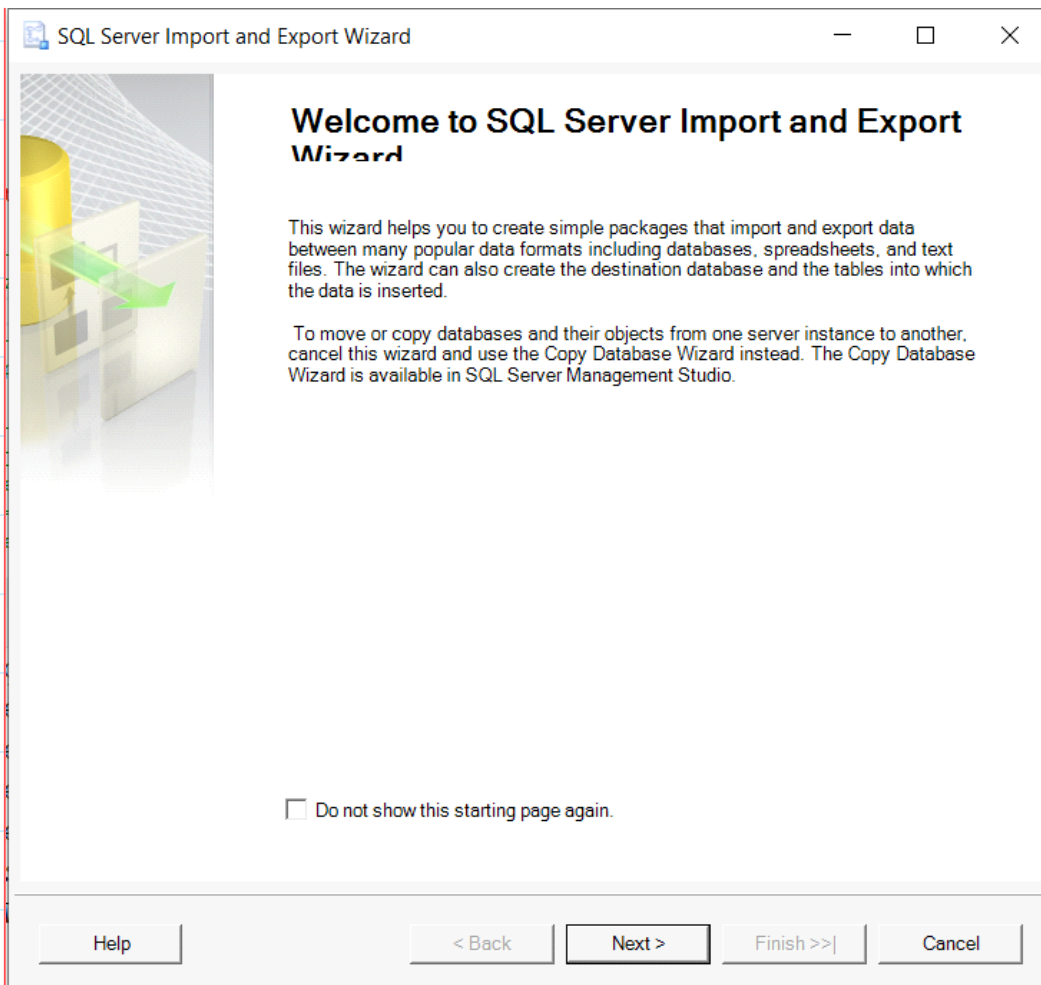 SQL Server Import and Export Wizard
Welcome to SQL Server Import and Export
Wizard
This wizard helps you to create simple packages that import and export data
between many popular data formats including databases, spreadsheets, and text
files. The wizard can also create the destination database and the tables into which
the data is inserted.
To move or copy databases and their objects from one server instance to another,
cancel this wizard and use the Copy Database Wizard instead. The Copy Database
Wizard is available in SQL Server Management Studio.
Do not show this starting page again.
Help < Back Next > Finish >>| Cancel